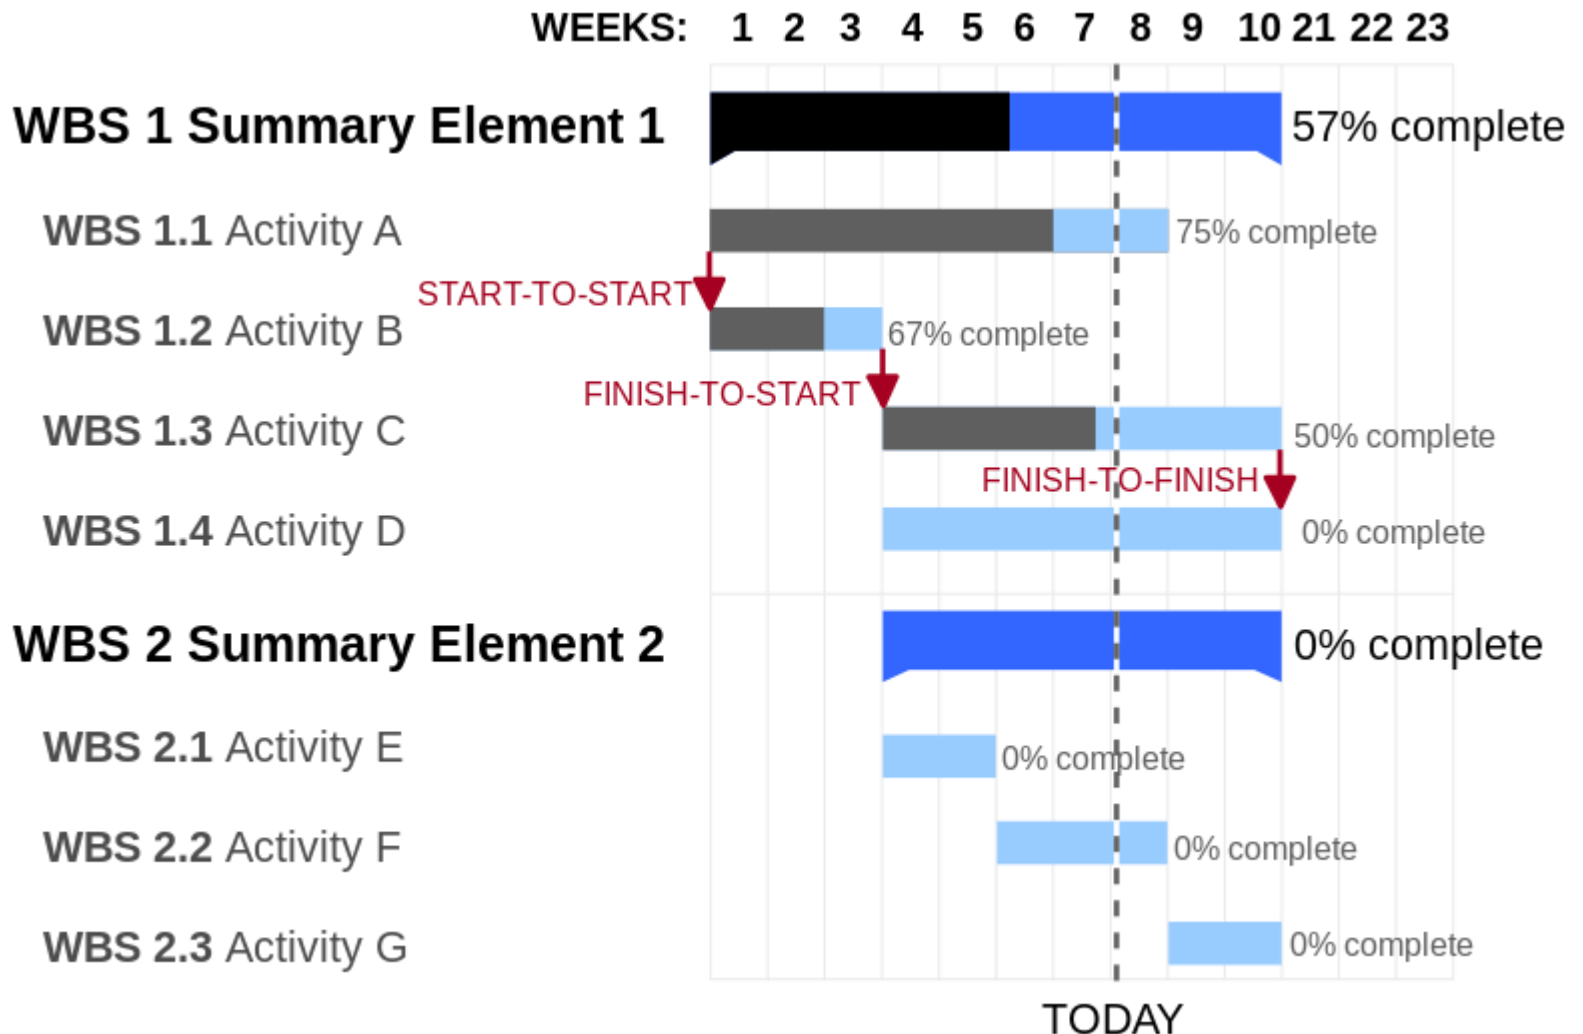 WEEKS: 1 2 3 4 5 6 7 8 9 10 21 22 23
WBS 1 Summary Element 1 57% complete
WBS 1.1 Activity A 75% complete
START-TO-START
WBS 1.2 Activity B 67% complete
FINISH-TO-START
WBS 1.3 Activity C 50% complete
FINISH-TO-FINISH
WBS 1.4 Activity D 0% complete
WBS 2 Summary Element 2 0% complete
WBS 2.1 Activity E 0% complete
WBS 2.2 Activity F 0% complete
WBS 2.3 Activity G 0% complete
TODAY